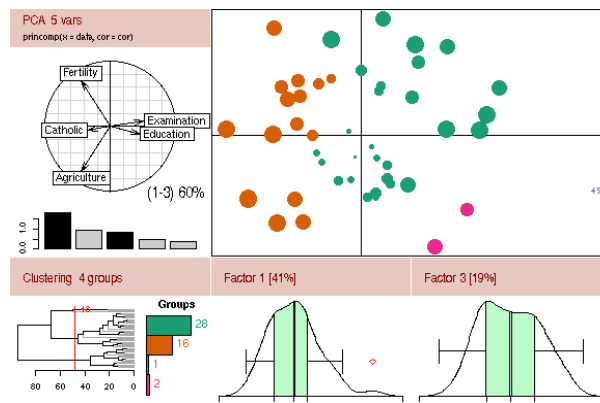 PCA 5 vars
princomp(x = data, cor = cor)
Fertility
Examination
Catholic
Education
Agriculture
(1-3) 60%
45
1.0
0.0
Clustering 4 groups
Factor 1 [41%]
Factor 3 [19%]
Groups
18
28
16
1
2
80 60 40 20 0